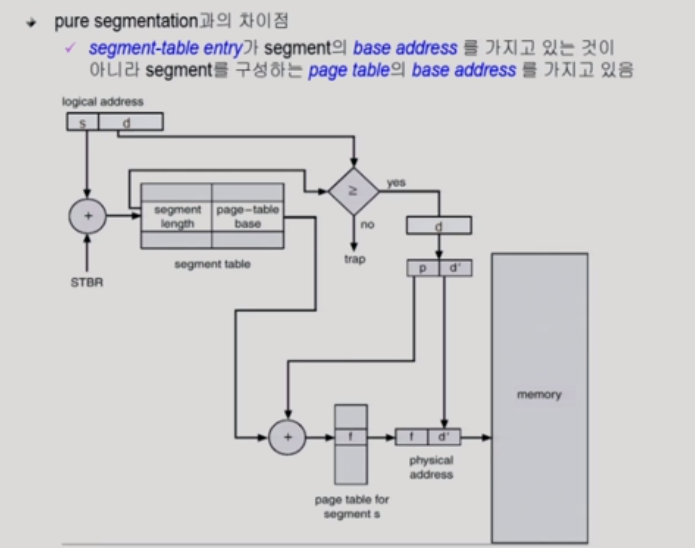 pure segmentation과의 차이점
✓ segment-table entry가 segment의 base address 를 가지고 있는 것이
아니라 segment를 구성하는 page table의 base address 를 가지고 있음
logical address
s d
≥
yes
no
trap
+
segment length
page-table base
segment table
STBR
d
p d'
memory
+
f
f d'
physical
address
page table for
segment s